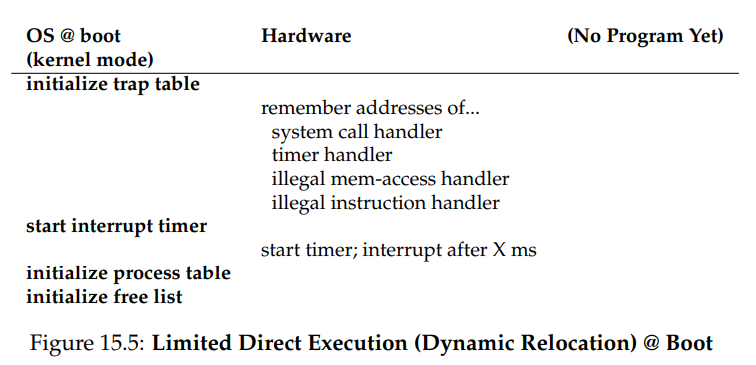 OS @ boot Hardware (No Program Yet)
(kernel mode)
initialize trap table
remember addresses of...
system call handler
timer handler
illegal mem-access handler
illegal instruction handler
start interrupt timer
start timer; interrupt after X ms
initialize process table
initialize free list
Figure 15.5: Limited Direct Execution (Dynamic Relocation) @ Boot